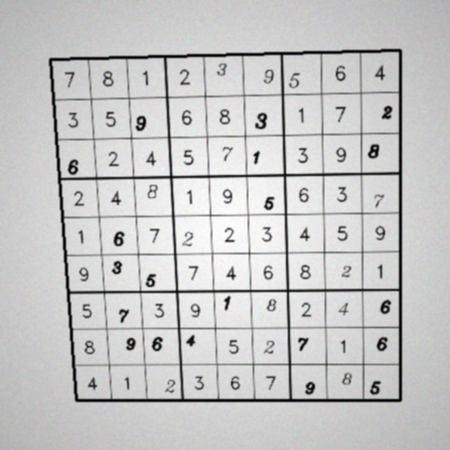 7 8 1 2 3 9 5 6 4
3 5 9 6 8 3 1 7 2
6 2 4 5 7 1 3 9 8
2 4 8 1 9 5 6 3 7
1 6 7 2 2 3 4 5 9
9 3 5 7 4 6 8 2 1
5 7 3 9 1 8 2 4 6
8 9 6 4 5 2 7 1 6
4 1 2 3 6 7 9 8 5